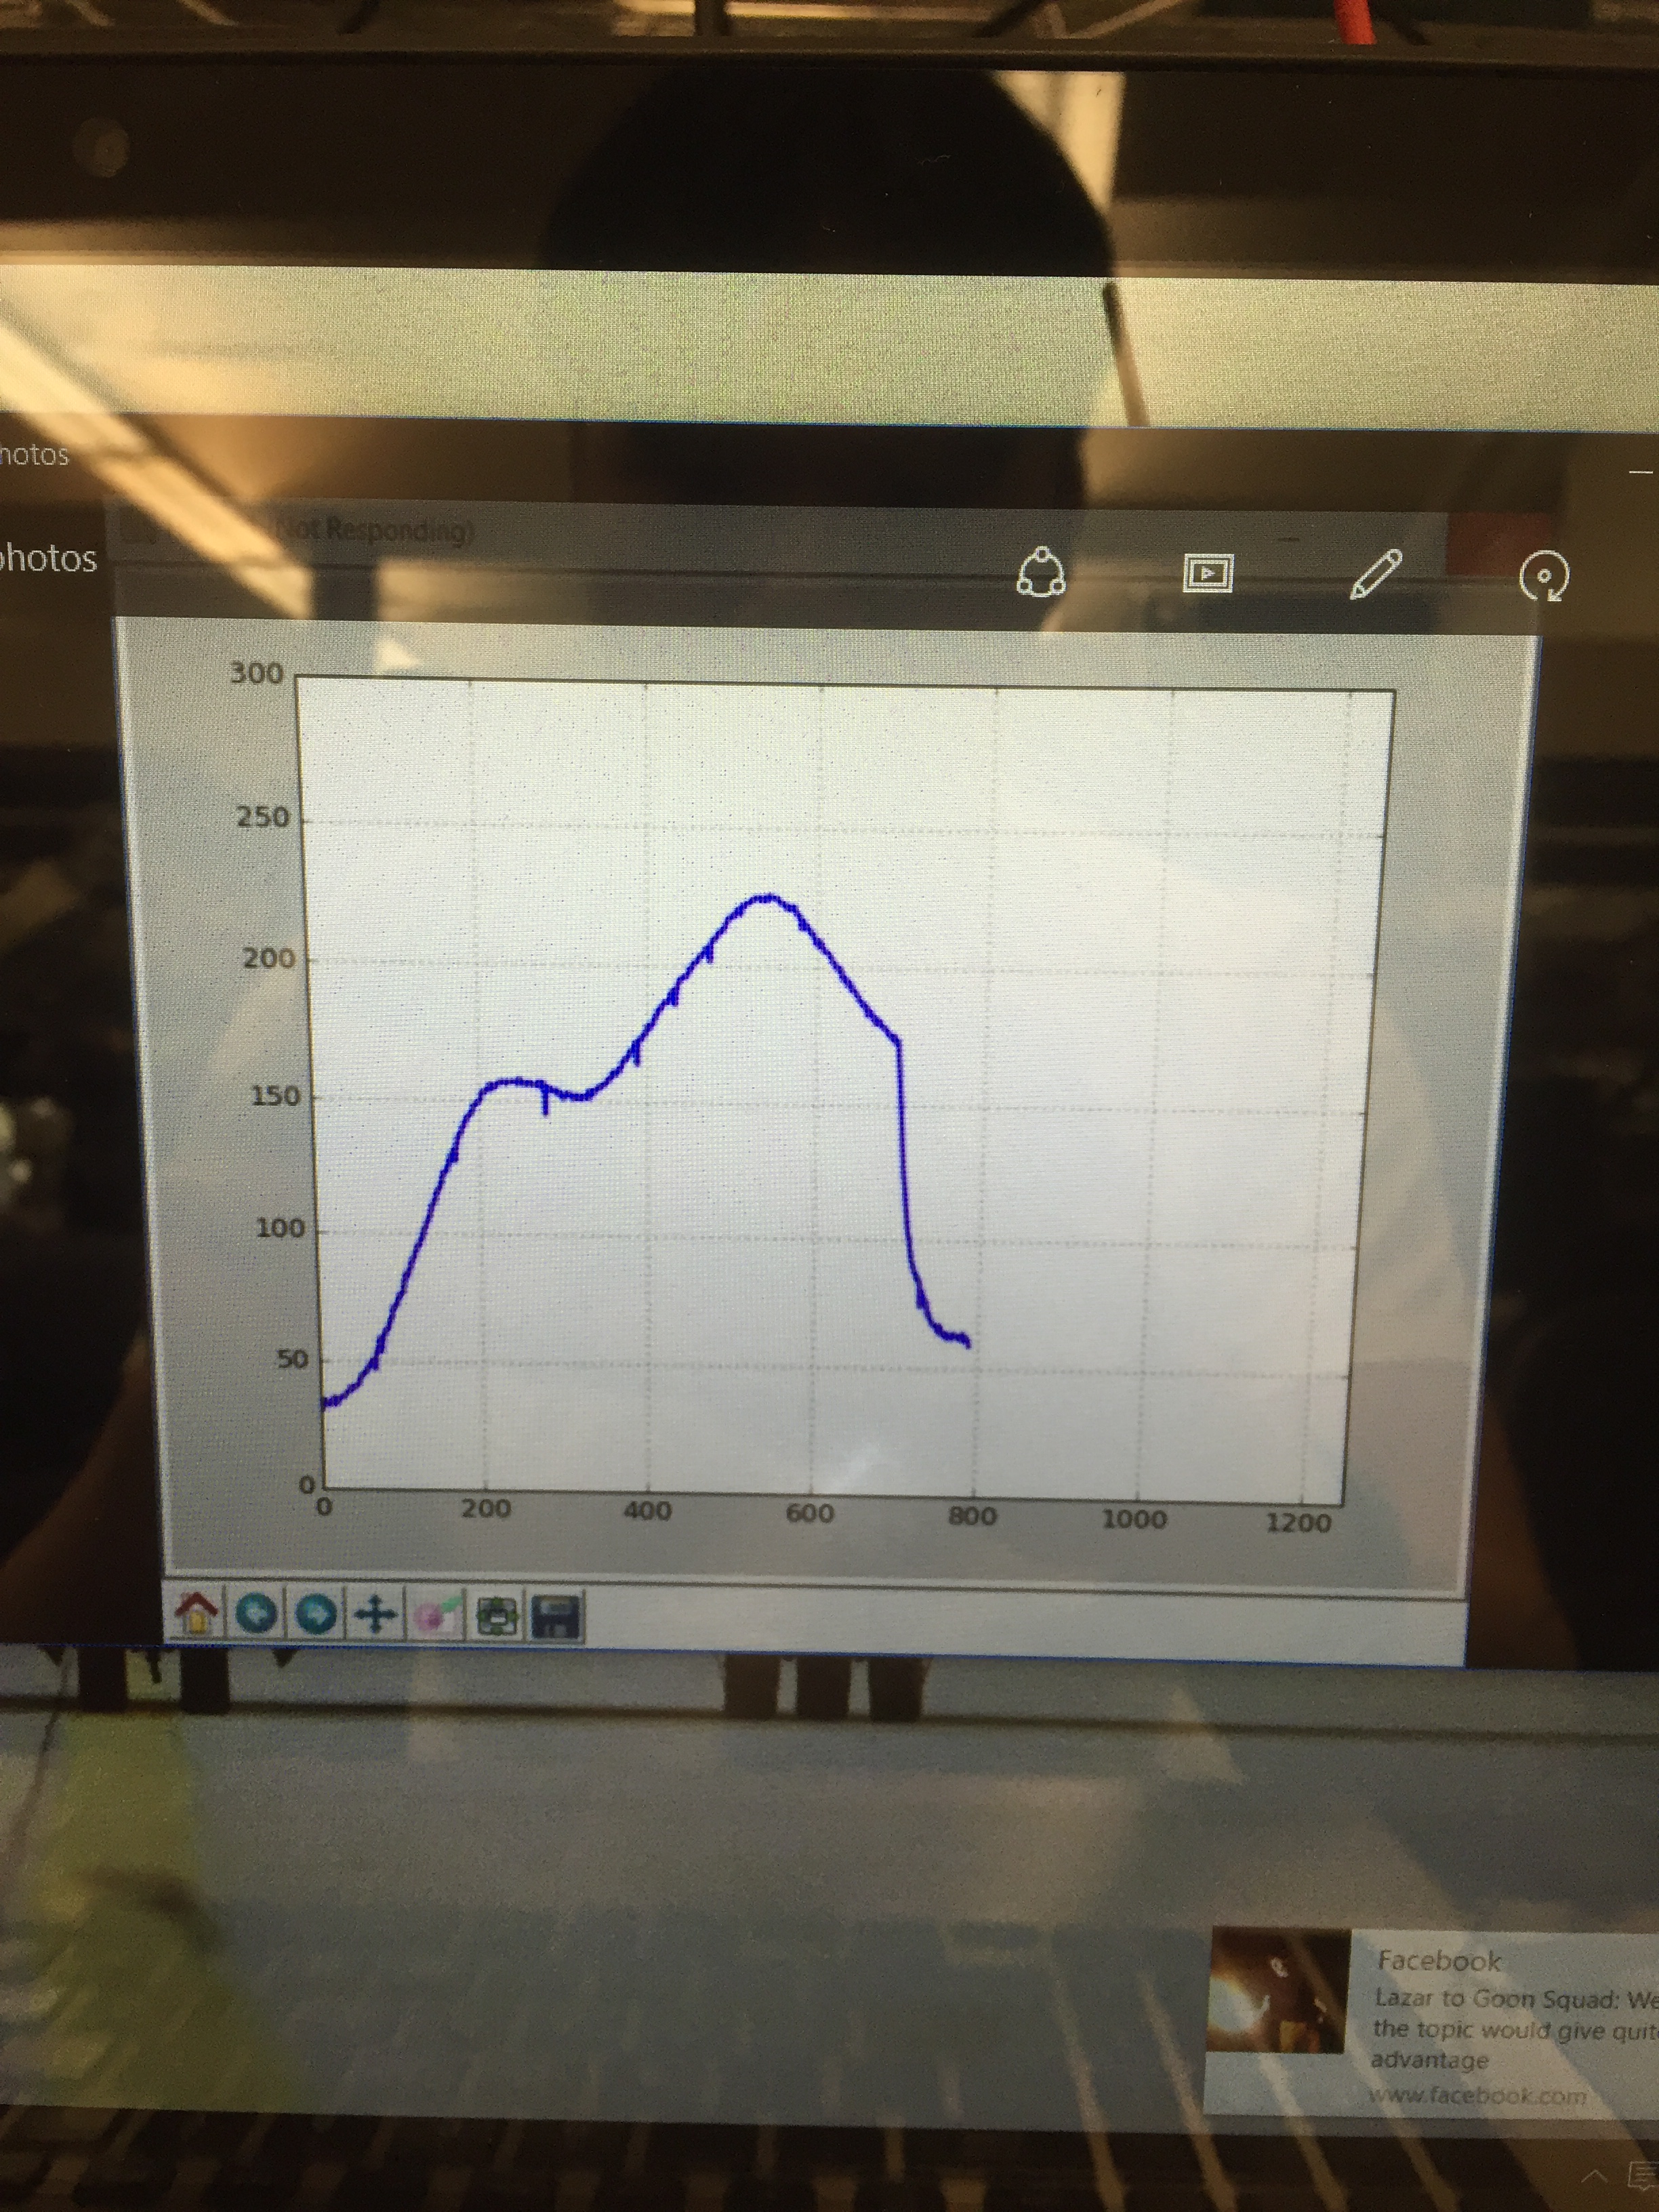 hotos
(Not Responding)
photos
300
250
200
150
100
50
0
0 200 400 600 800 1000 1200
Facebook
Lazar to Goon Squad: We
the topic would give quit
advantage
www.facebook.com